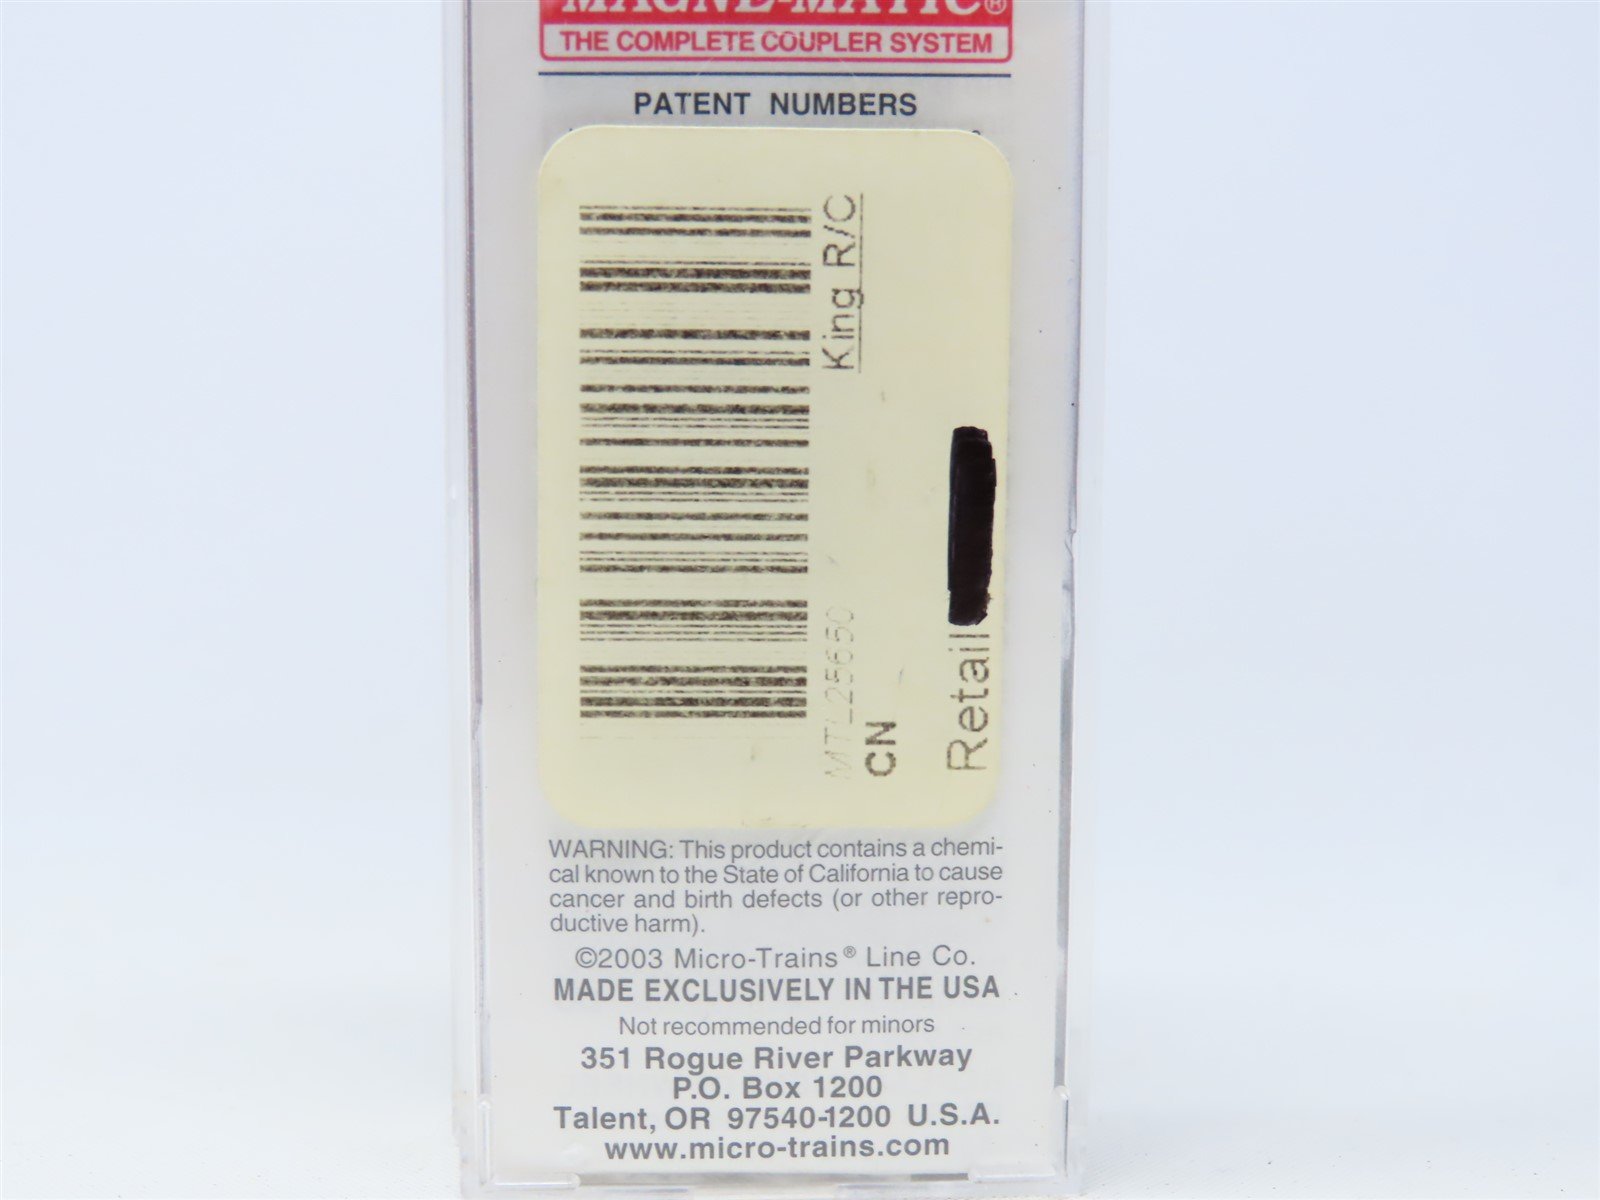 MAGNE-MATIC®
THE COMPLETE COUPLER SYSTEM
PATENT NUMBERS
King R/C
MTL25650
CN
Retail
WARNING: This product contains a chemi-
cal known to the State of California to cause
cancer and birth defects (or other repro-
ductive harm).
©2003 Micro-Trains® Line Co.
MADE EXCLUSIVELY IN THE USA
Not recommended for minors
351 Rogue River Parkway
P.O. Box 1200
Talent, OR 97540-1200 U.S.A.
www.micro-trains.com